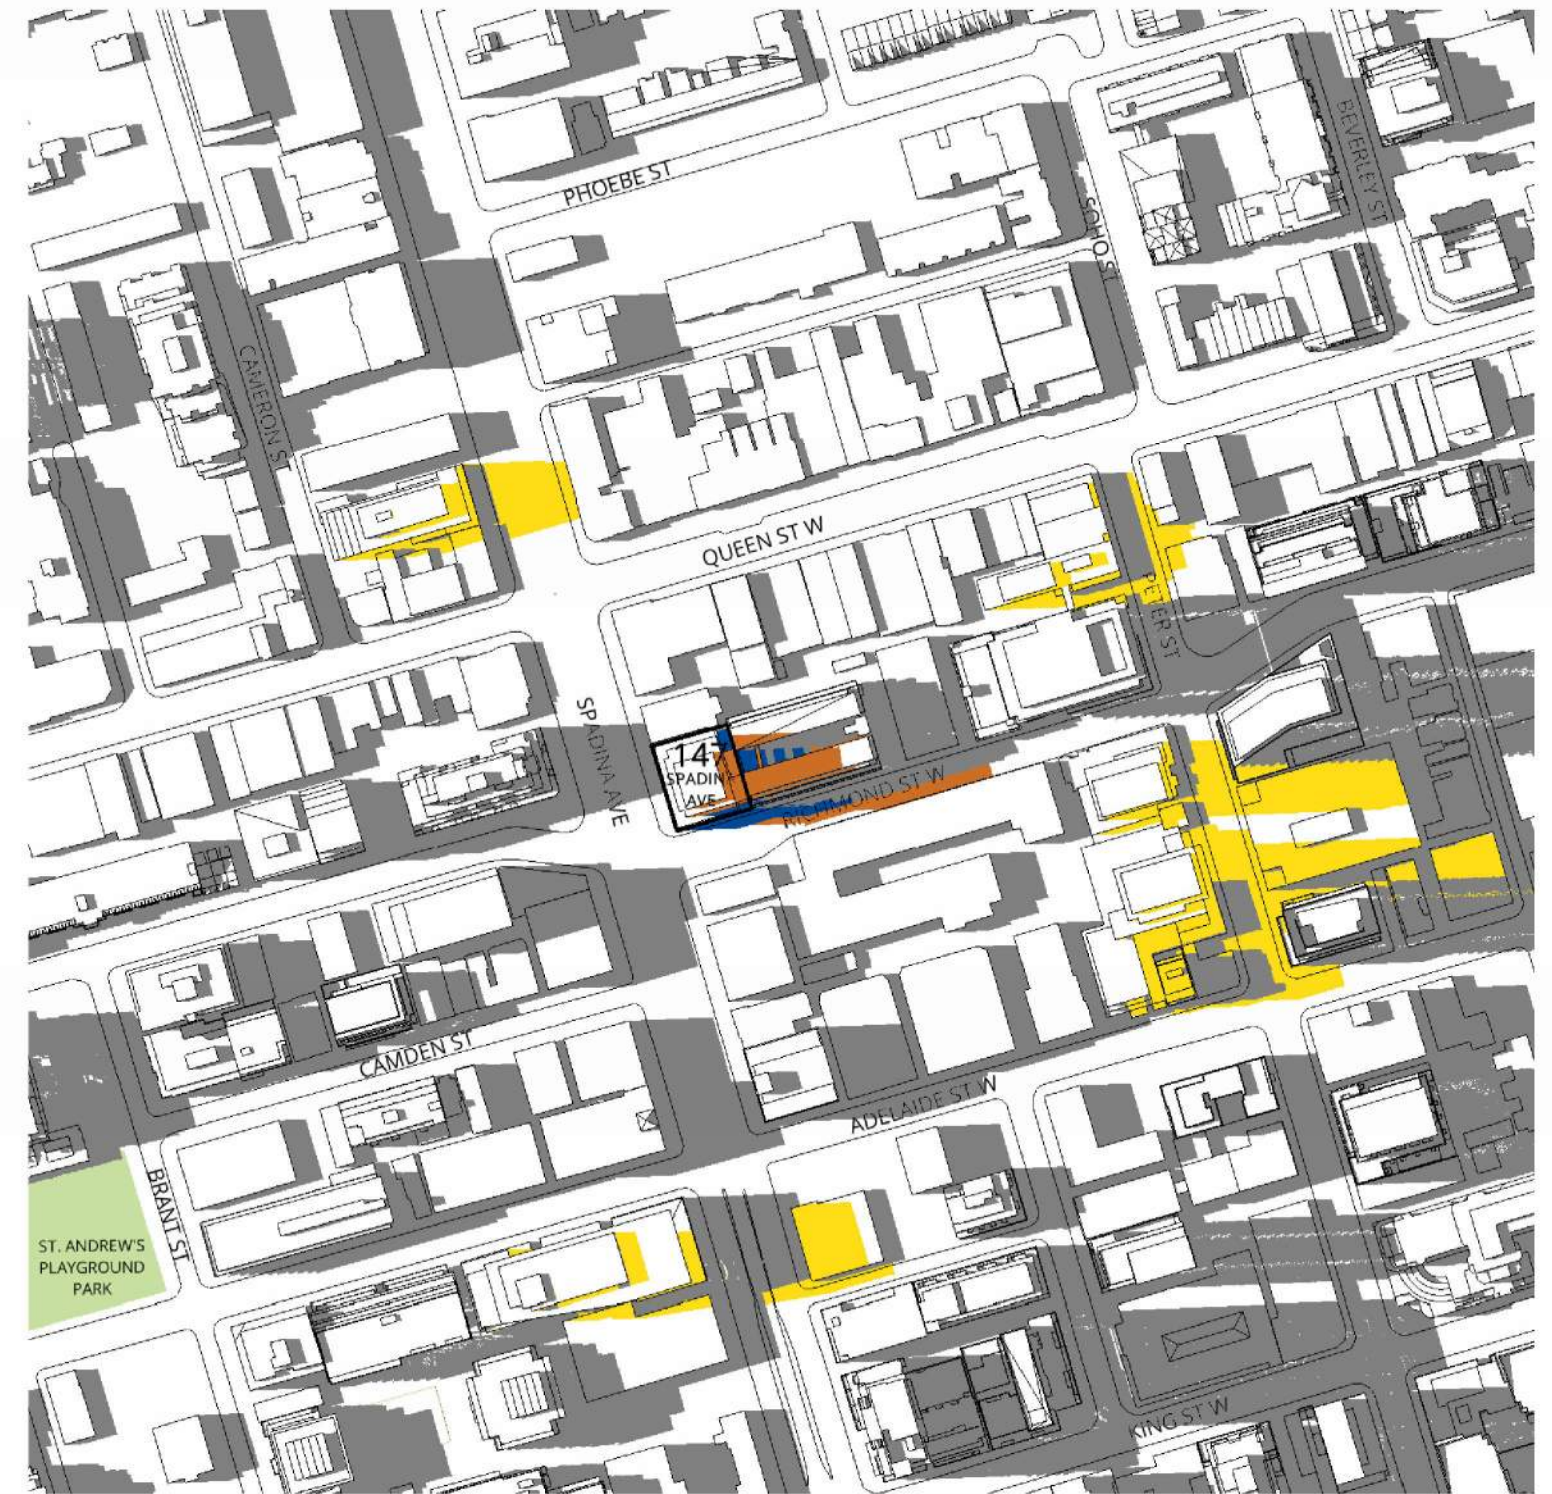 BEVERLEY ST
PHOEBE ST
SOHO S
CAMERON S
QUEEN ST W
PETER ST
SPADINA AVE
147
SPADINA
AVE
RICHMOND ST W
CAMDEN ST
ADELAIDE ST W
BRANT ST
ST. ANDREW'S
PLAYGROUND
PARK
KING ST W